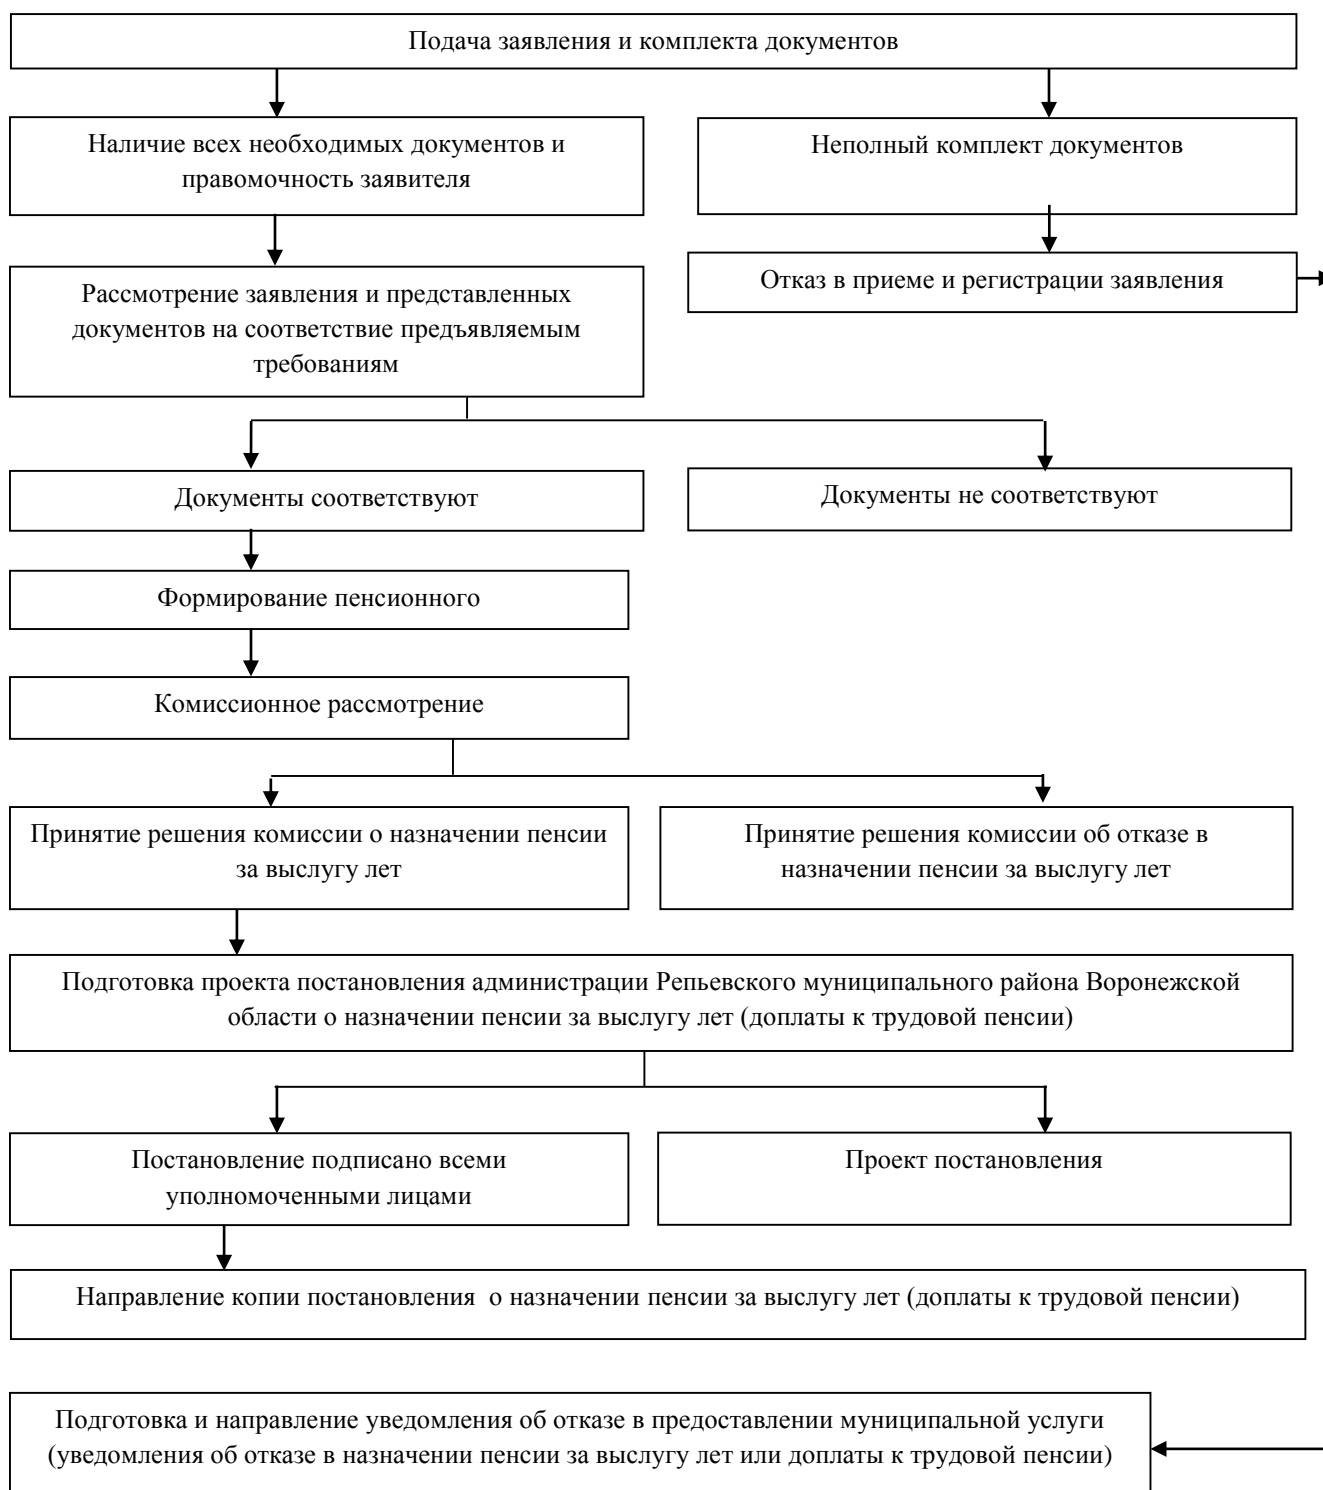 Подача заявления и комплекта документов
Наличие всех необходимых документов и
правомочность заявителя
Неполный комплект документов
Отказ в приеме и регистрации заявления
Рассмотрение заявления и представленных
документов на соответствие предъявляемым
требованиям
Документы соответствуют
Документы не соответствуют
Формирование пенсионного
Комиссионное рассмотрение
Принятие решения комиссии о назначении пенсии
за выслугу лет
Принятие решения комиссии об отказе в
назначении пенсии за выслугу лет
Подготовка проекта постановления администрации Репьевского муниципального района Воронежской
области о назначении пенсии за выслугу лет (доплаты к трудовой пенсии)
Постановление подписано всеми
уполномоченными лицами
Проект постановления
Направление копии постановления  о назначении пенсии за выслугу лет (доплаты к трудовой пенсии)
Подготовка и направление уведомления об отказе в предоставлении муниципальной услуги
(уведомления об отказе в назначении пенсии за выслугу лет или доплаты к трудовой пенсии)